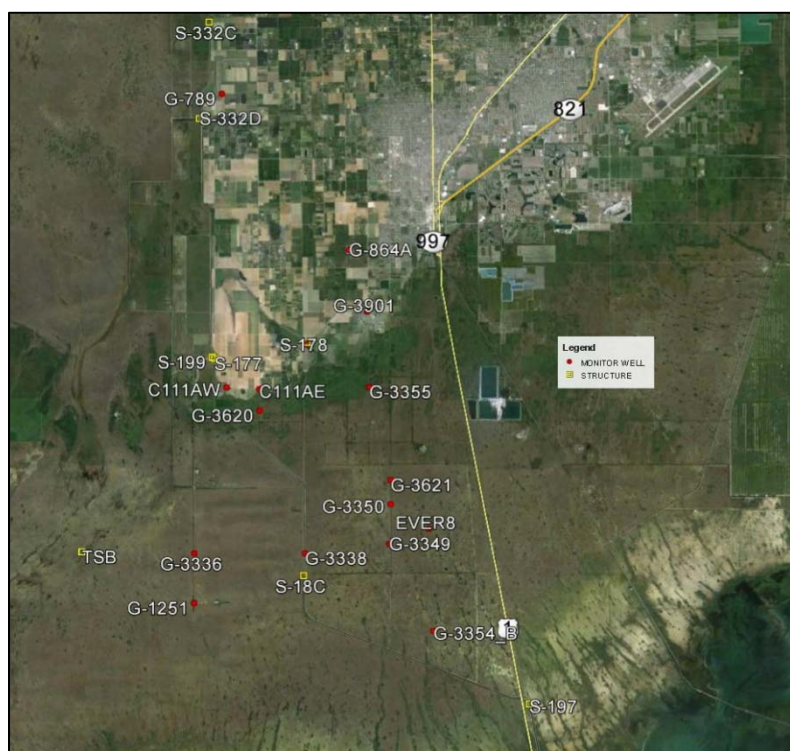 S-332C
G-789
S-332D
821
997
G-864A
G-3901
S-178
S-199 S-177
Legend
MONITOR WELL
STRUCTURE
C111AW
C111AE
G-3355
G-3620
G-3621
G-3350
EVER8
G-3349
TSB
G-3336
G-3338
S-18C
G-1251
1
G-3354_B
S-197